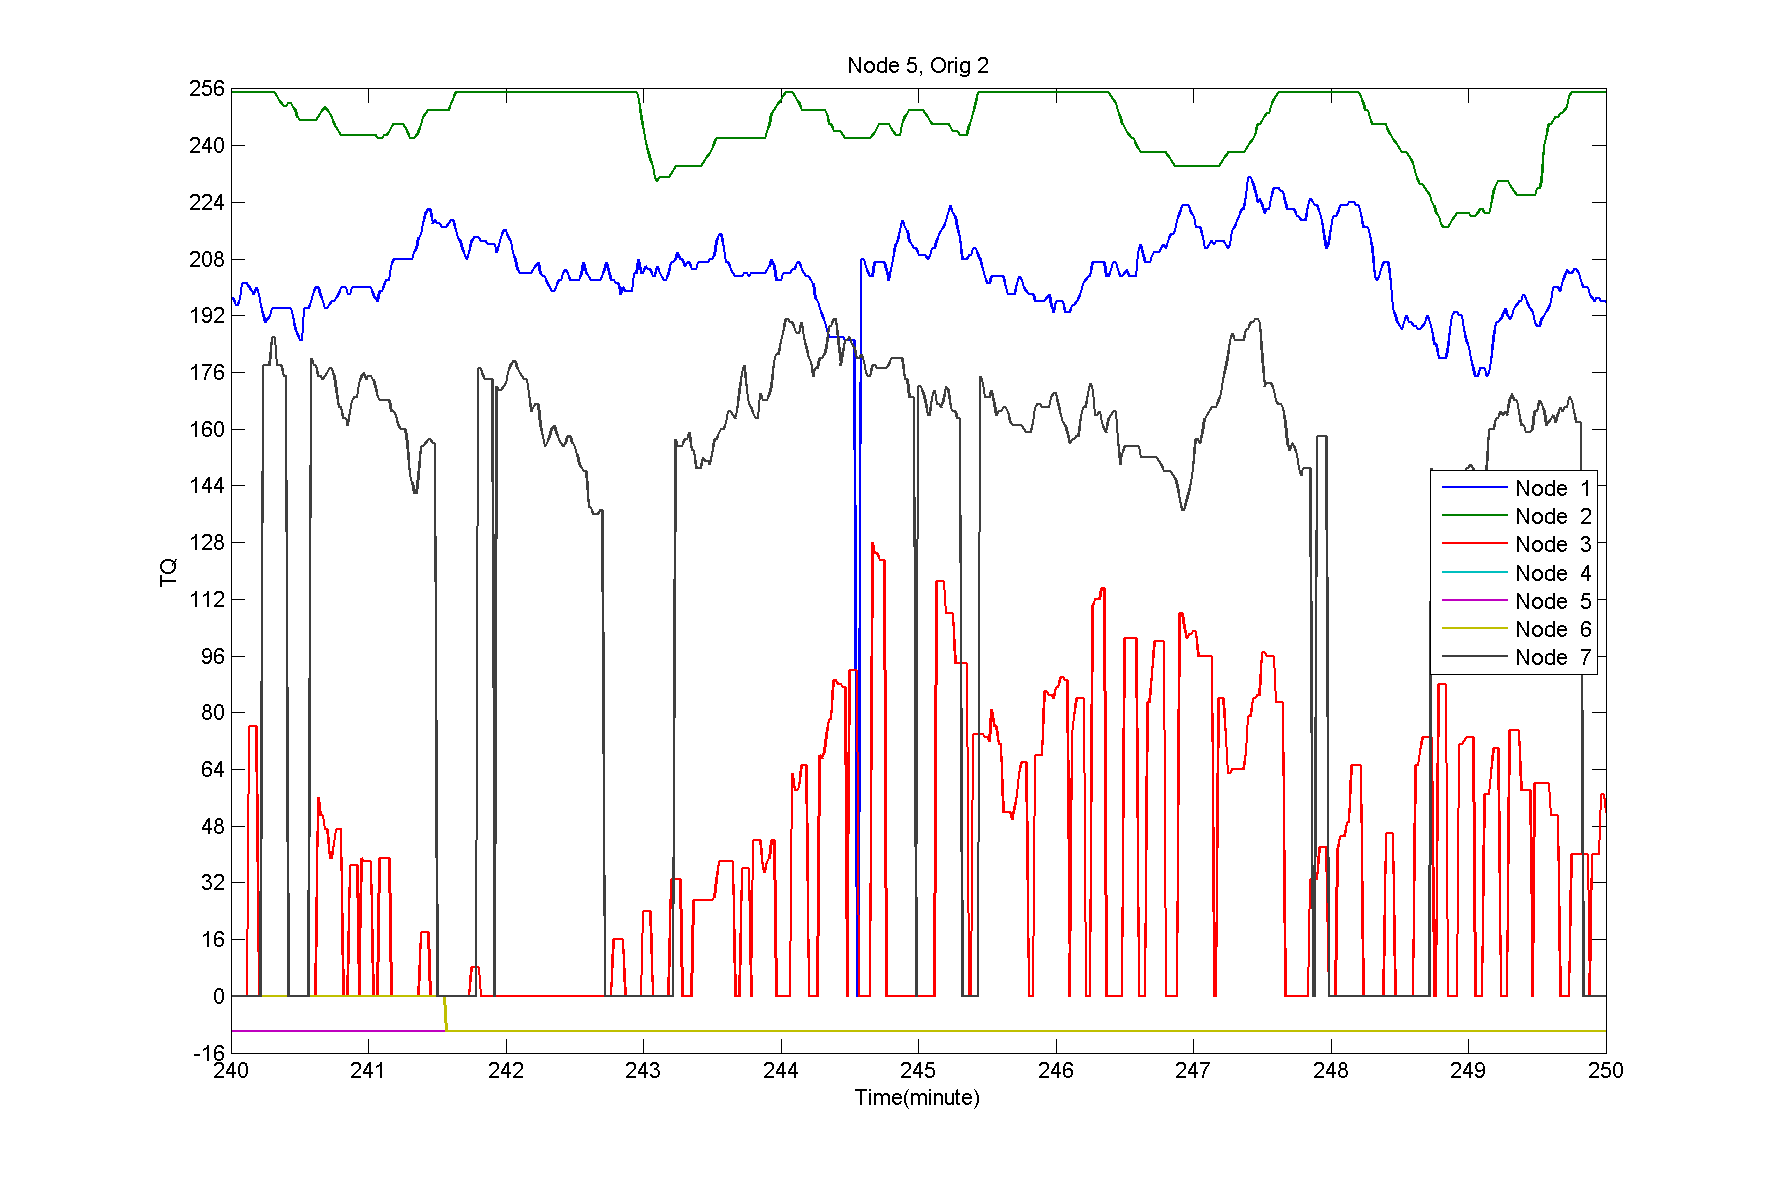 Node 5, Orig 2
256
240
224
208
192
176
160
144
128
112
96
80
64
48
32
16
0
-16
TQ
Node 1
Node 2
Node 3
Node 4
Node 5
Node 6
Node 7
240 241 242 243 244 245 246 247 248 249 250
Time(minute)